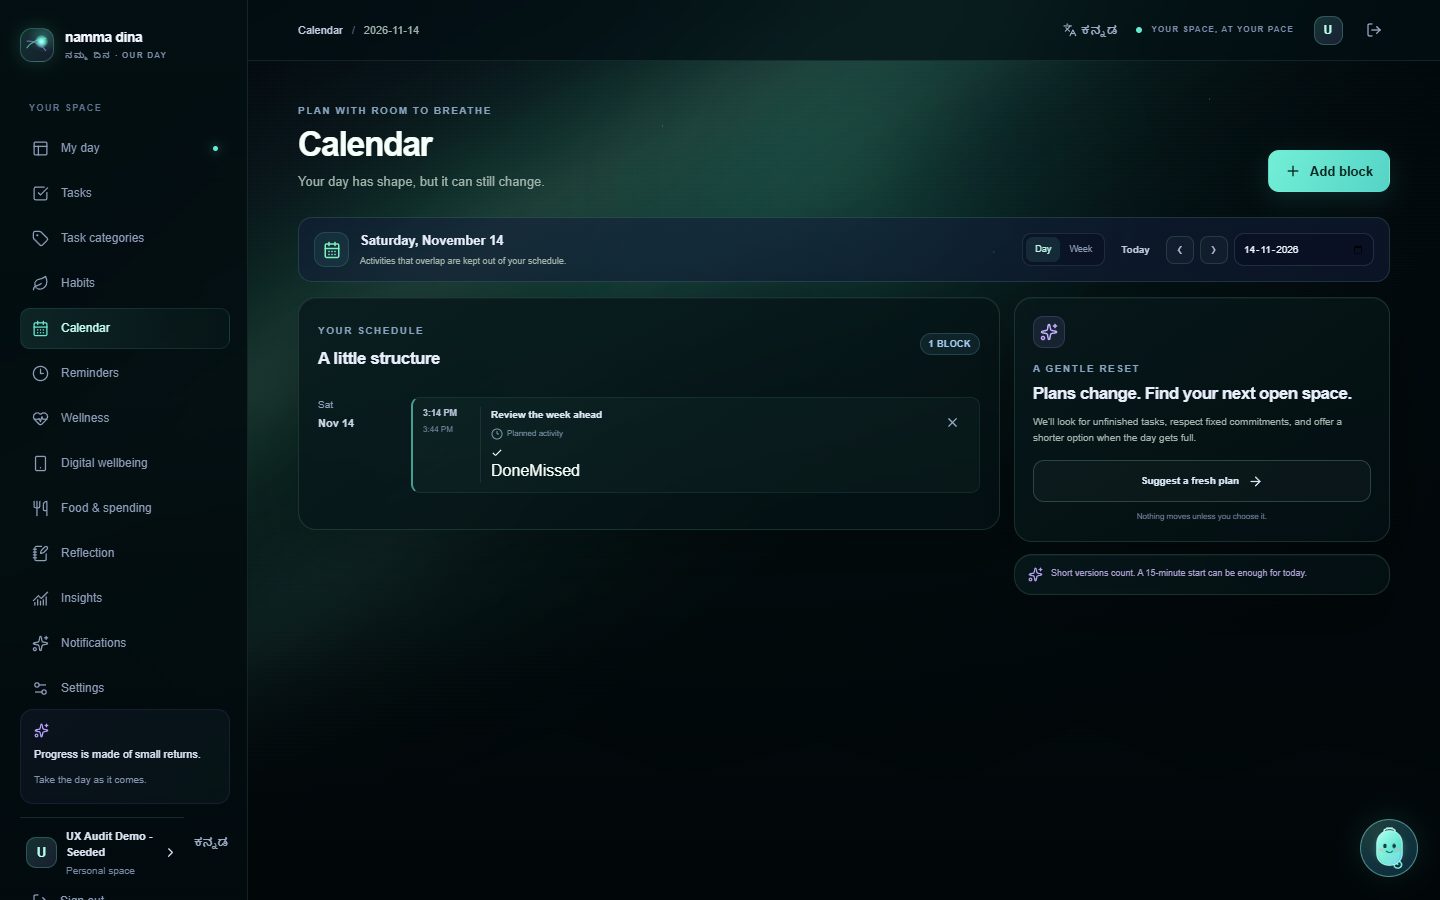 namma dina
ನಮ್ಮ ದಿನ · OUR DAY
YOUR SPACE
My day
Tasks
Task categories
Habits
Calendar
Reminders
Wellness
Digital wellbeing
Food & spending
Reflection
Insights
Notifications
Settings
Progress is made of small returns.
Take the day as it comes.
U
UX Audit Demo -
Seeded
Personal space
ಕನ್ನಡ
Sign out
Calendar / 2026-11-14
ಕನ್ನಡ
YOUR SPACE, AT YOUR PACE
U
PLAN WITH ROOM TO BREATHE
Calendar
Your day has shape, but it can still change.
+ Add block
Saturday, November 14
Activities that overlap are kept out of your schedule.
Day
Week
Today
14-11-2026
YOUR SCHEDULE
A little structure
1 BLOCK
Sat
Nov 14
3:14 PM
3:44 PM
Review the week ahead
Planned activity
DoneMissed
A GENTLE RESET
Plans change. Find your next open space.
We'll look for unfinished tasks, respect fixed commitments, and offer a
shorter option when the day gets full.
Suggest a fresh plan
Nothing moves unless you choose it.
Short versions count. A 15-minute start can be enough for today.